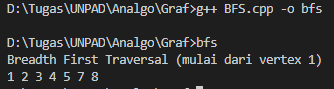 D:\Tugas\UNPAD\Analgo\Graf>g++ BFS.cpp -o bfs
D:\Tugas\UNPAD\Analgo\Graf>bfs
Breadth First Traversal (mulai dari vertex 1)
1 2 3 4 5 7 8